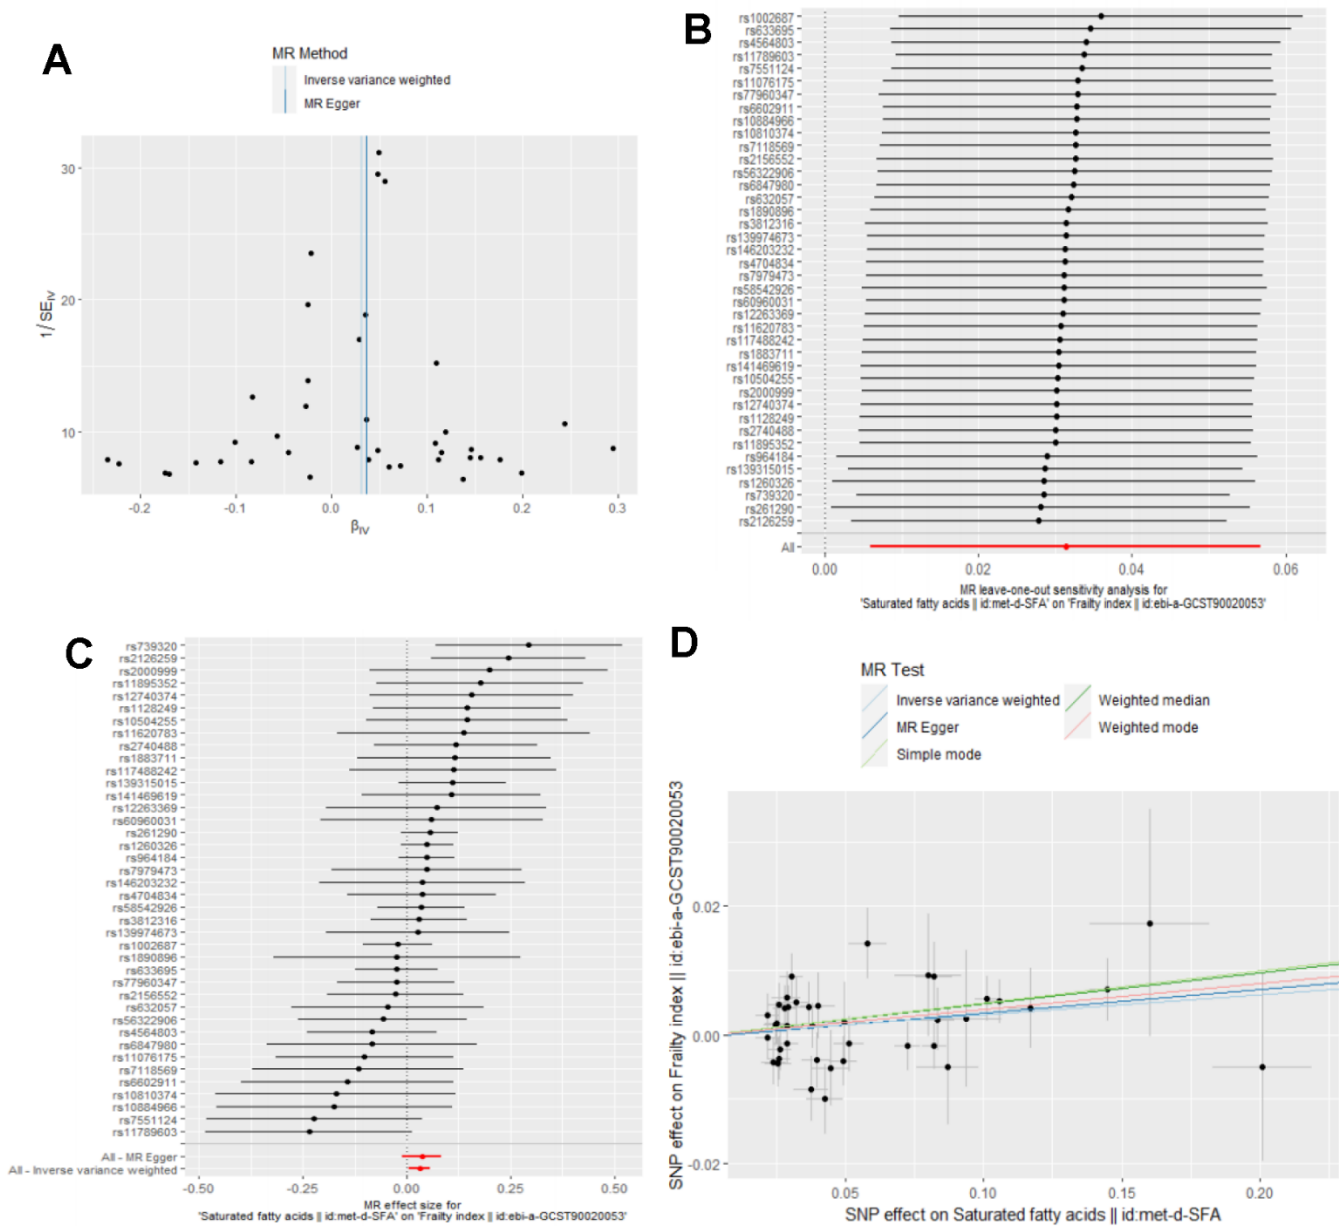 A
MR Method
Inverse variance weighted
MR Egger
30
20
10
1/SE_IV
-0.2 -0.1 0.0 0.1 0.2 0.3
β_IV
B
rs1002687
rs633695
rs4564803
rs11789603
rs7551124
rs11076175
rs77960347
rs6602911
rs10884966
rs10810374
rs7118569
rs2156552
rs56322906
rs6847980
rs632057
rs1890896
rs3812316
rs139974673
rs146203232
rs4704834
rs7979473
rs58542926
rs60960031
rs12263369
rs11620783
rs117488242
rs1883711
rs141469619
rs10504255
rs2000999
rs12740374
rs1128249
rs2740488
rs11895352
rs964184
rs139315015
rs1260326
rs739320
rs261290
rs2126259
All
0.00 0.02 0.04 0.06
MR leave-one-out sensitivity analysis for
'Saturated fatty acids || id:met-d-SFA' on 'Frailty index || id:ebi-a-GCST90020053'
C
rs739320
rs2126259
rs2000999
rs11895352
rs12740374
rs1128249
rs10504255
rs11620783
rs2740488
rs1883711
rs117488242
rs139315015
rs141469619
rs12263369
rs60960031
rs261290
rs1260326
rs964184
rs7979473
rs146203232
rs4704834
rs58542926
rs3812316
rs139974673
rs1002687
rs1890896
rs633695
rs77960347
rs2156552
rs632057
rs56322906
rs4564803
rs6847980
rs11076175
rs7118569
rs6602911
rs10810374
rs10884966
rs7551124
rs11789603
All - MR Egger
All - Inverse variance weighted
-0.50 -0.25 0.00 0.25 0.50
MR effect size for
'Saturated fatty acids || id:met-d-SFA' on 'Frailty index || id:ebi-a-GCST90020053'
D
MR Test
Inverse variance weighted Weighted median
MR Egger Weighted mode
Simple mode
SNP effect on Frailty index || id:ebi-a-GCST90020053
0.02
0.00
-0.02
0.05 0.10 0.15 0.20
SNP effect on Saturated fatty acids || id:met-d-SFA